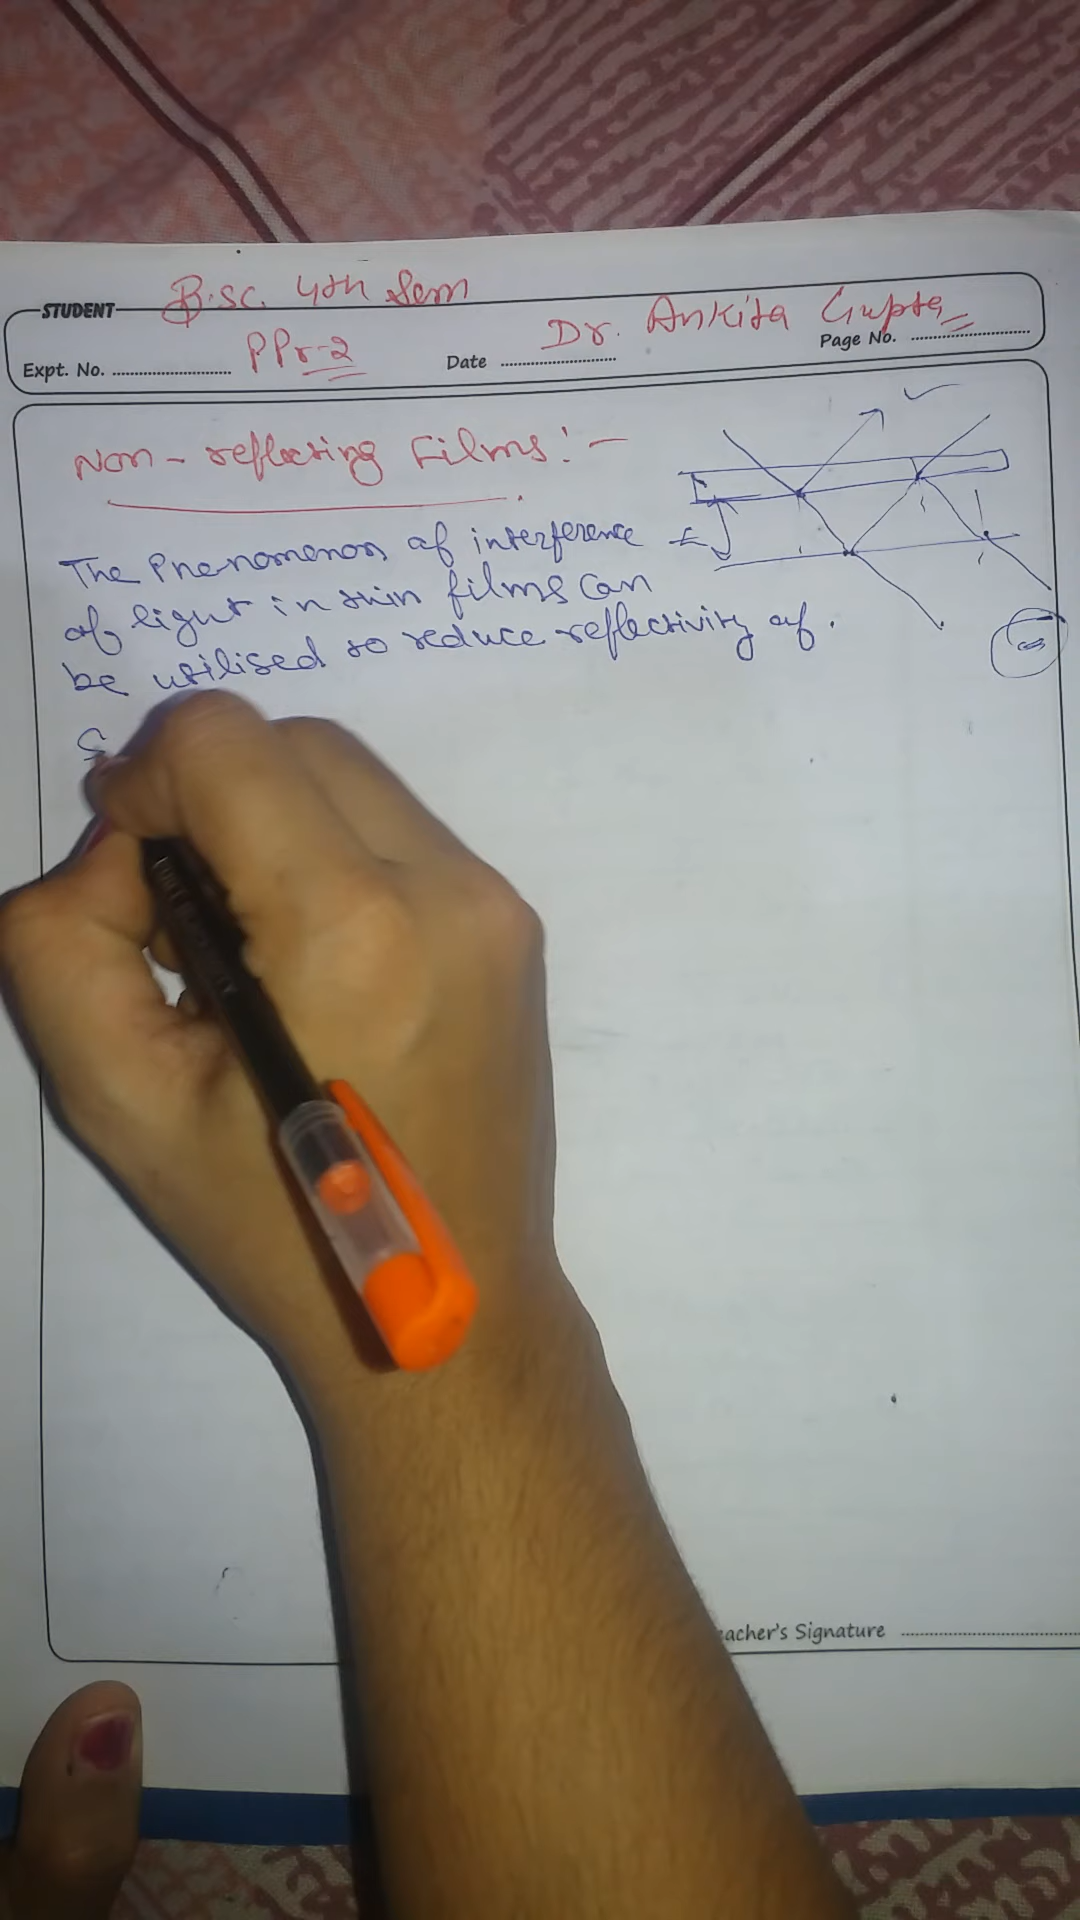 B.sc. 4th Sem
STUDENT
PPr-2
Dr. Ankita Gupta
Expt. No. Date Page No.
Non-reflecting Films:-
The Phenomenon of interference
of light in thin films can
be utilised to reduce reflectivity of.
S
t
Teacher's Signature